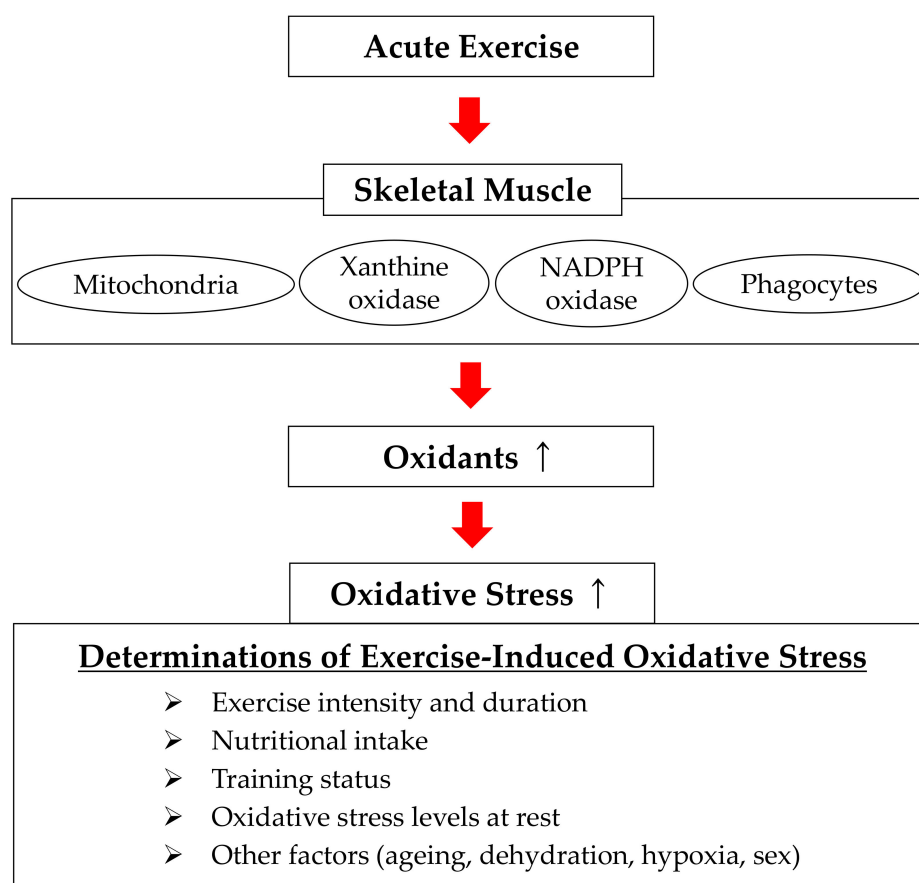 Acute Exercise
Skeletal Muscle
Mitochondria
Xanthine
oxidase
NADPH
oxidase
Phagocytes
Oxidants ↑
Oxidative Stress ↑
Determinations of Exercise-Induced Oxidative Stress
➢ Exercise intensity and duration
➢ Nutritional intake
➢ Training status
➢ Oxidative stress levels at rest
➢ Other factors (ageing, dehydration, hypoxia, sex)